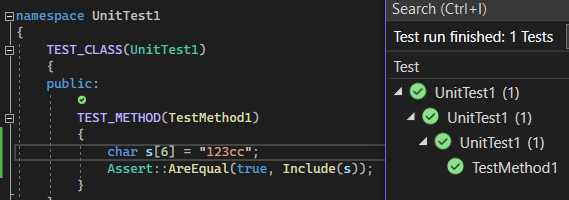 namespace UnitTest1
{
TEST_CLASS(UnitTest1)
{
public:
TEST_METHOD(TestMethod1)
{
char s[6] = "123cc";
Assert::AreEqual(true, Include(s));
}
Search (Ctrl+I)
Test run finished: 1 Tests
Test
UnitTest1 (1)
UnitTest1 (1)
UnitTest1 (1)
TestMethod1